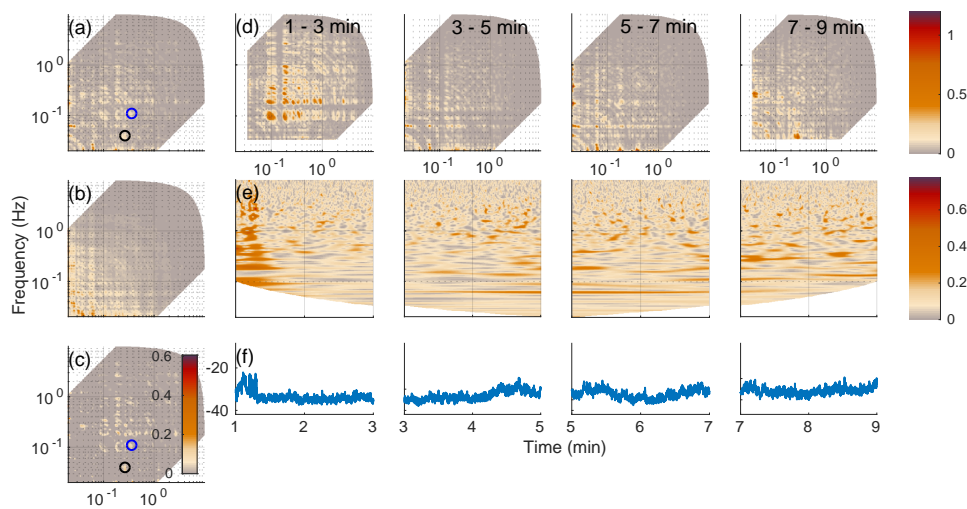 (a)
(d)
1 - 3 min
3 - 5 min
5 - 7 min
7 - 9 min
1
0.5
0
10^0
10^-1
10^-1 10^0
10^-1 10^0
10^-1 10^0
10^-1 10^0
Frequency (Hz)
(b)
(e)
10^0
10^-1
0.6
0.4
0.2
0
(c)
0.6
0.4
0.2
0
10^0
10^-1
10^-1 10^0
(f)
-20
-40
1 2 3
4 5
6 7
8 9
3
5
7
Time (min)